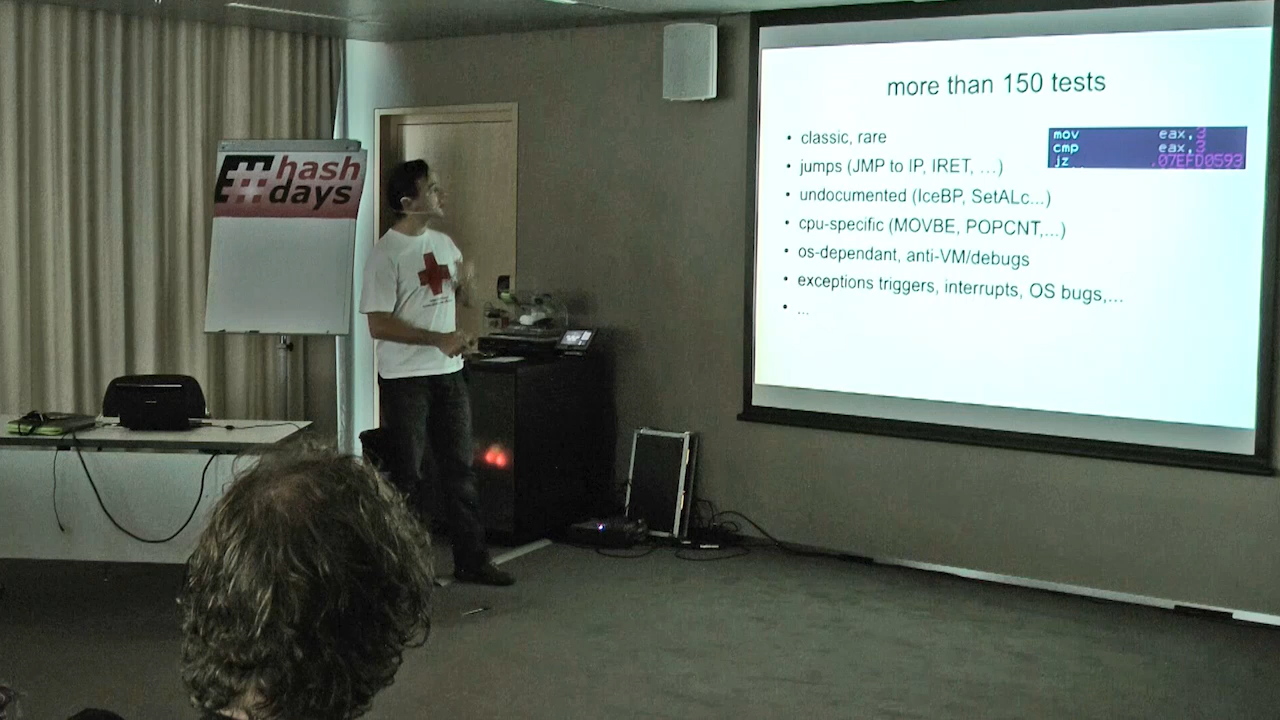 hash
days
more than 150 tests
• classic, rare
mov eax,3
cmp eax,3
jz .07EFD0593
• jumps (JMP to IP, IRET, …)
• undocumented (IceBP, SetALc...)
• cpu-specific (MOVBE, POPCNT,...)
• os-dependant, anti-VM/debugs
• exceptions triggers, interrupts, OS bugs,...
• ...